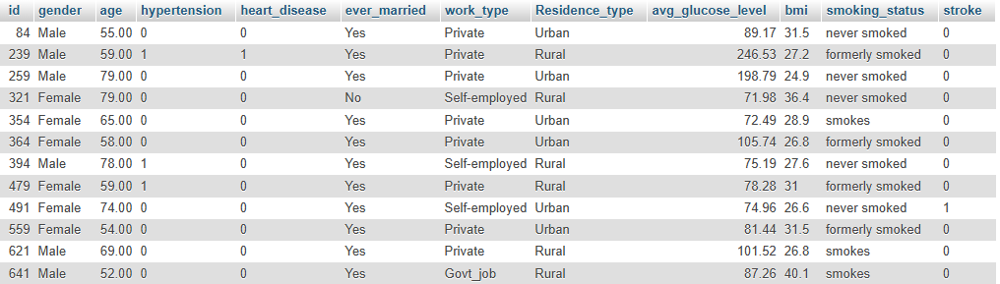 id gender age hypertension heart_disease ever_married work_type Residence_type avg_glucose_level bmi smoking_status stroke
84 Male 55.00 0 0 Yes Private Urban 89.17 31.5 never smoked 0
239 Male 59.00 1 1 Yes Private Rural 246.53 27.2 formerly smoked 0
259 Male 79.00 0 0 Yes Private Urban 198.79 24.9 never smoked 0
321 Female 79.00 0 0 No Self-employed Rural 71.98 36.4 never smoked 0
354 Female 65.00 0 0 Yes Private Urban 72.49 28.9 smokes 0
364 Female 58.00 0 0 Yes Private Urban 105.74 26.8 formerly smoked 0
394 Male 78.00 1 0 Yes Self-employed Rural 75.19 27.6 never smoked 0
479 Female 59.00 1 0 Yes Private Rural 78.28 31 formerly smoked 0
491 Female 74.00 0 0 Yes Self-employed Urban 74.96 26.6 never smoked 1
559 Female 54.00 0 0 Yes Private Urban 81.44 31.5 formerly smoked 0
621 Male 69.00 0 0 Yes Private Rural 101.52 26.8 smokes 0
641 Male 52.00 0 0 Yes Govt_job Rural 87.26 40.1 smokes 0